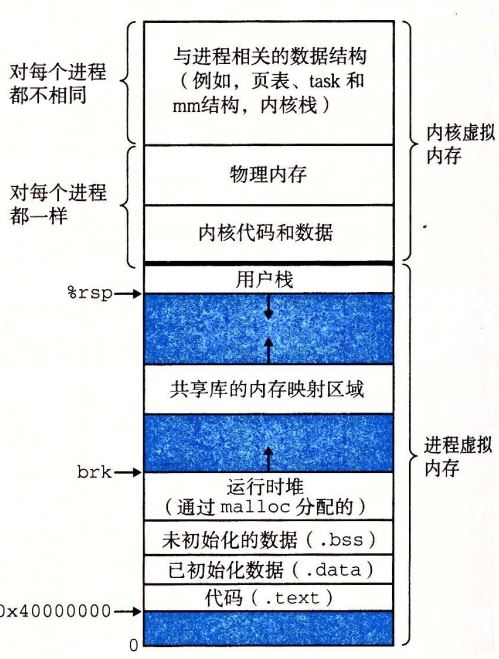 与进程相关的数据结构
（例如，页表、task 和
mm结构，内核栈）
对每个进程
都不相同
内核虚拟
内存
物理内存
对每个进程
都一样
内核代码和数据
用户栈
%rsp
共享库的内存映射区域
进程虚拟
内存
brk
运行时堆
（通过 malloc 分配的）
未初始化的数据（.bss）
已初始化数据（.data）
代码（.text）
0x40000000
0